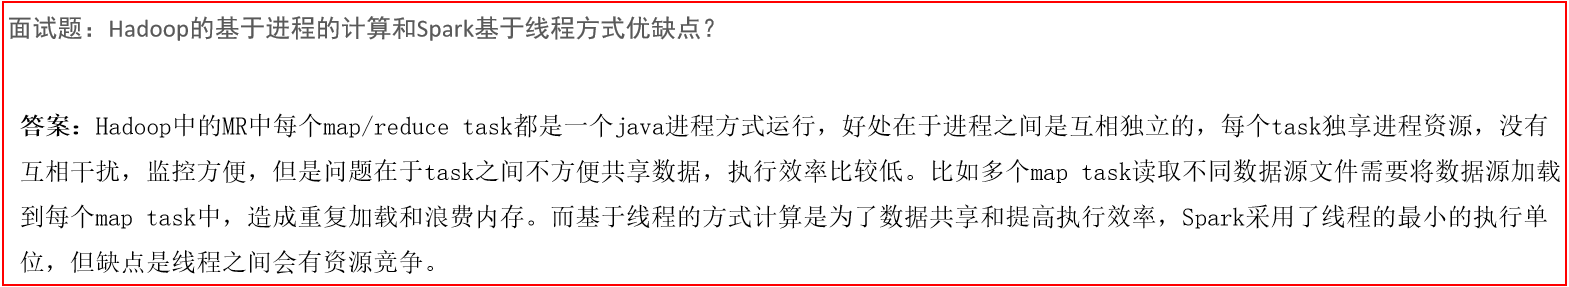 面试题：Hadoop的基于进程的计算和Spark基于线程方式优缺点？
答案：Hadoop中的MR中每个map/reduce task都是一个java进程方式运行，好处在于进程之间是互相独立的，每个task独享进程资源，没有
互相干扰，监控方便，但是问题在于task之间不方便共享数据，执行效率比较低。比如多个map task读取不同数据源文件需要将数据源加载
到每个map task中，造成重复加载和浪费内存。而基于线程的方式计算是为了数据共享和提高执行效率，Spark采用了线程的最小的执行单
位，但缺点是线程之间会有资源竞争。